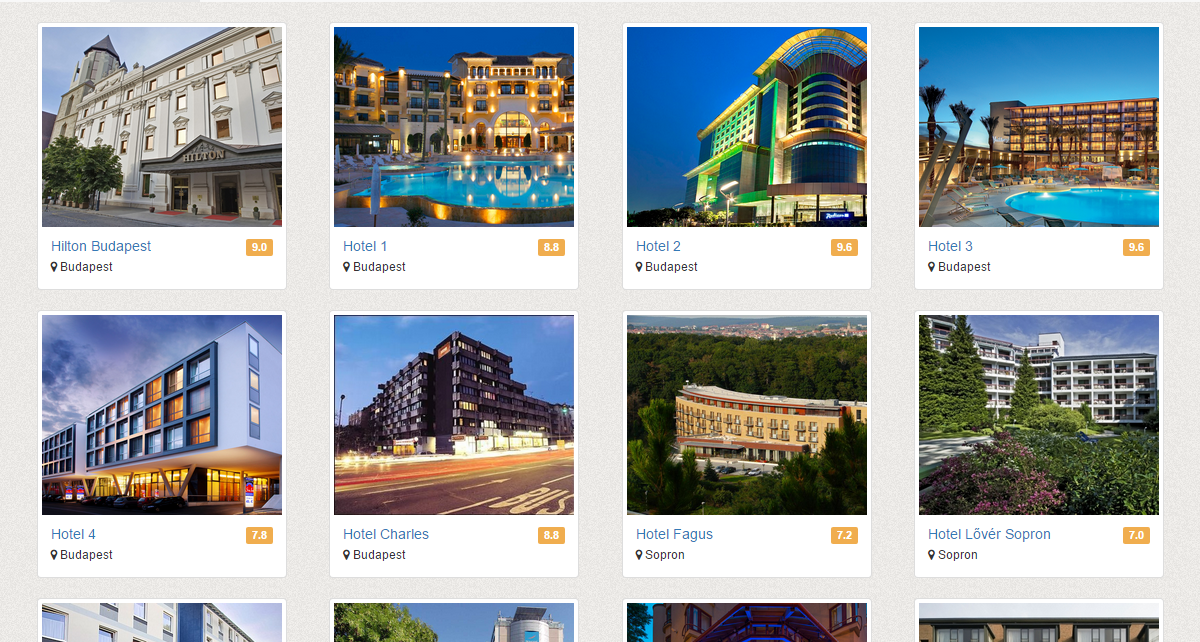 HILTON
Hilton Budapest 9.0
Budapest
Hotel 1 8.8
Budapest
Hotel 2 9.6
Budapest
Hotel 3 9.6
Budapest
Hotel 4 7.8
Budapest
BUS
Hotel Charles 8.8
Budapest
Hotel Fagus 7.2
Sopron
Hotel Lővér Sopron 7.0
Sopron